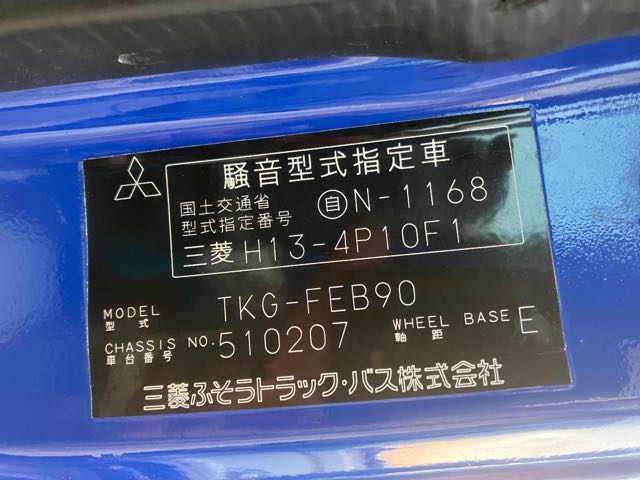 騒音型式指定車
国土交通省
型式指定番号 自N-1168
三菱 H13-4P10F1
MODEL
型式 TKG-FEB90
CHASSIS NO.
車台番号 510207 WHEEL BASE
軸距 E
三菱ふそうトラック・バス株式会社